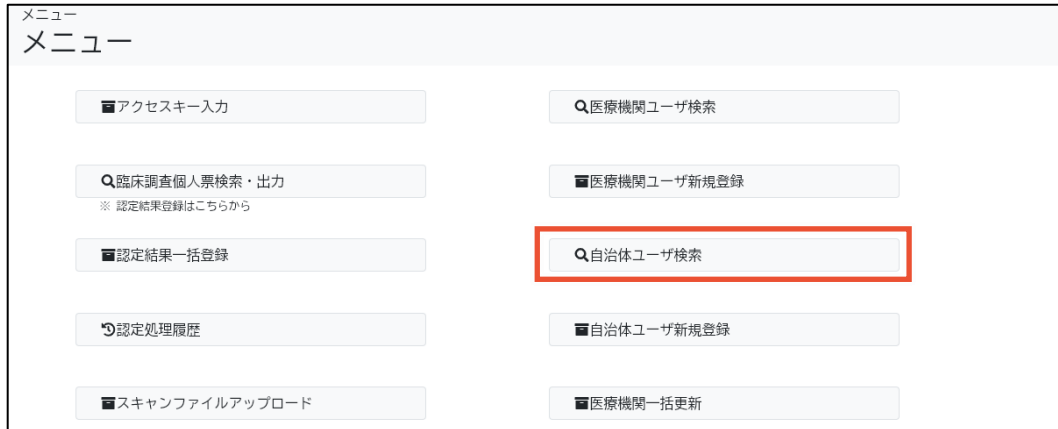 メニュー
メニュー
アクセスキー入力
医療機関ユーザ検索
臨床調査個人票検索・出力
医療機関ユーザ新規登録
※ 認定結果登録はこちらから
認定結果一括登録
自治体ユーザ検索
認定処理履歴
自治体ユーザ新規登録
スキャンファイルアップロード
医療機関一括更新